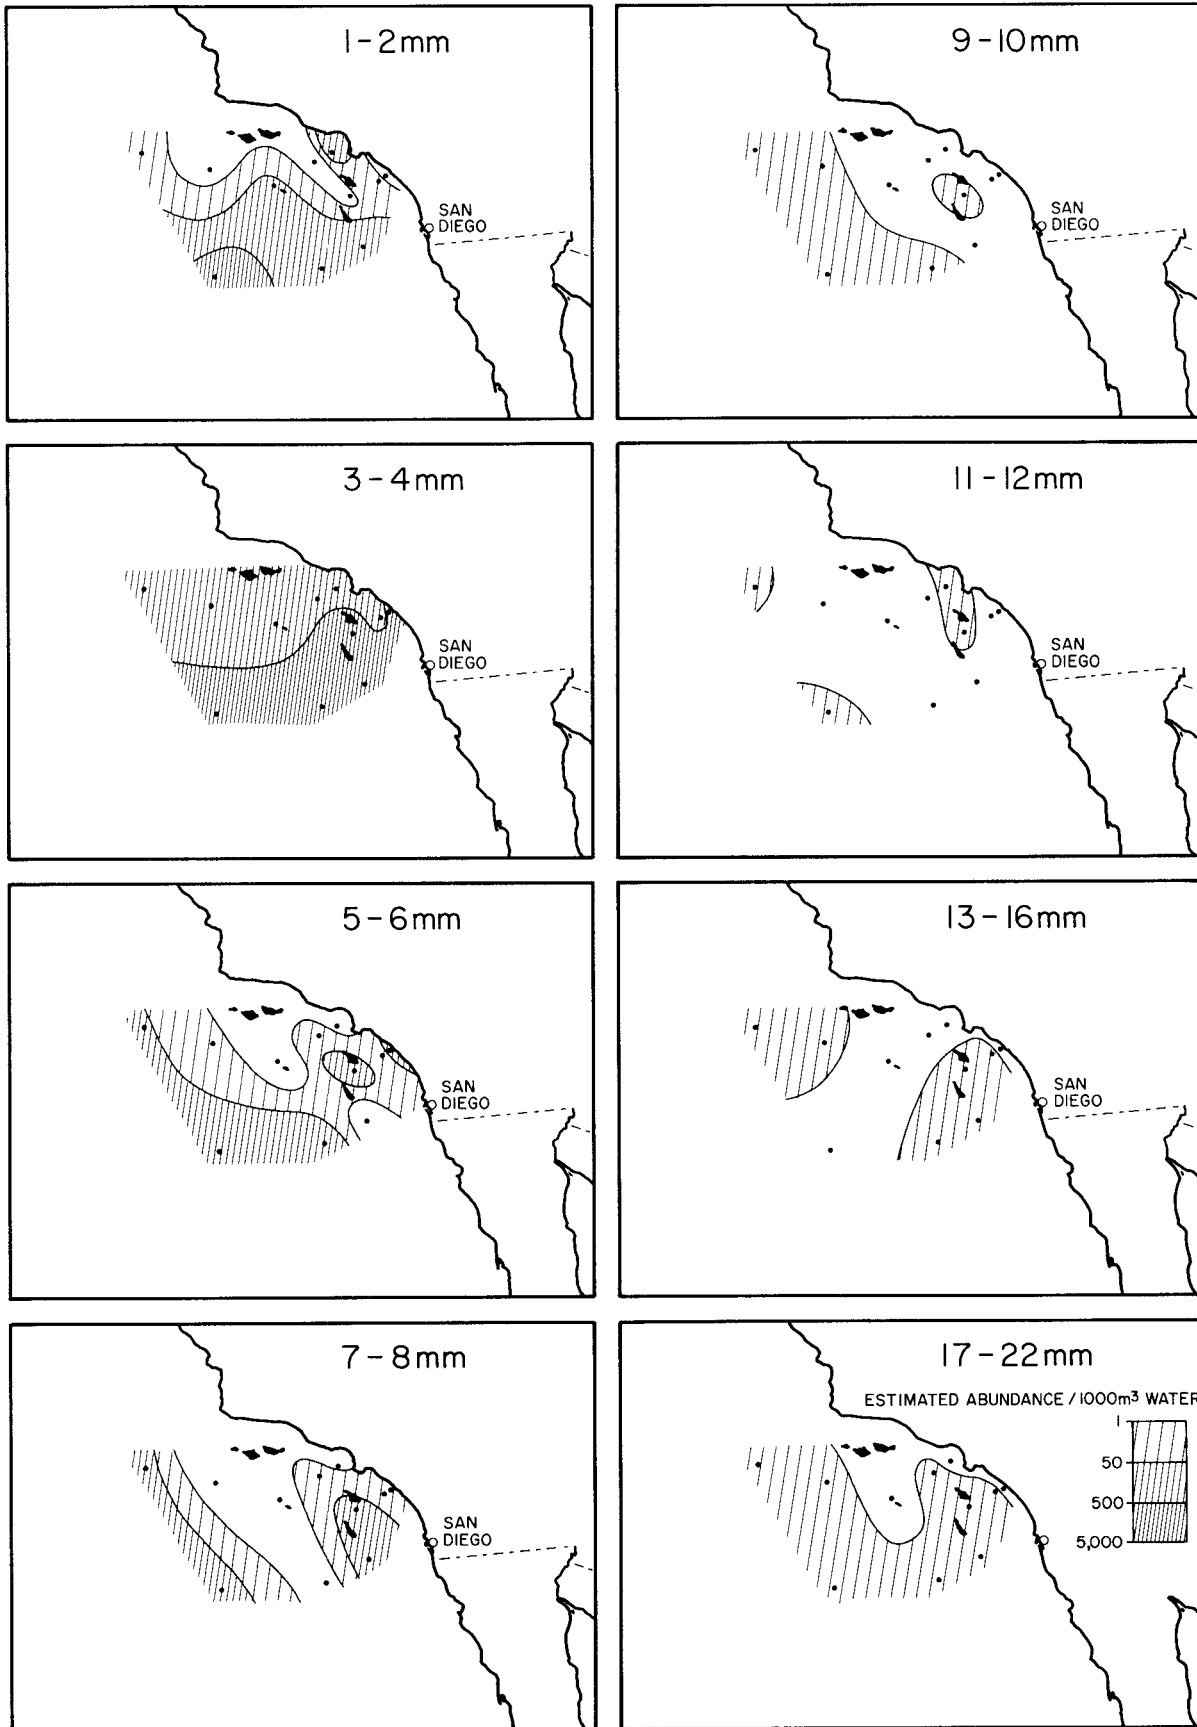 1-2mm
SAN
DIEGO
9-10mm
SAN
DIEGO
3-4mm
SAN
DIEGO
11-12mm
SAN
DIEGO
5-6mm
SAN
DIEGO
13-16mm
SAN
DIEGO
7-8mm
SAN
DIEGO
17-22mm
ESTIMATED ABUNDANCE / 1000m³ WATER
1
50
500
5,000